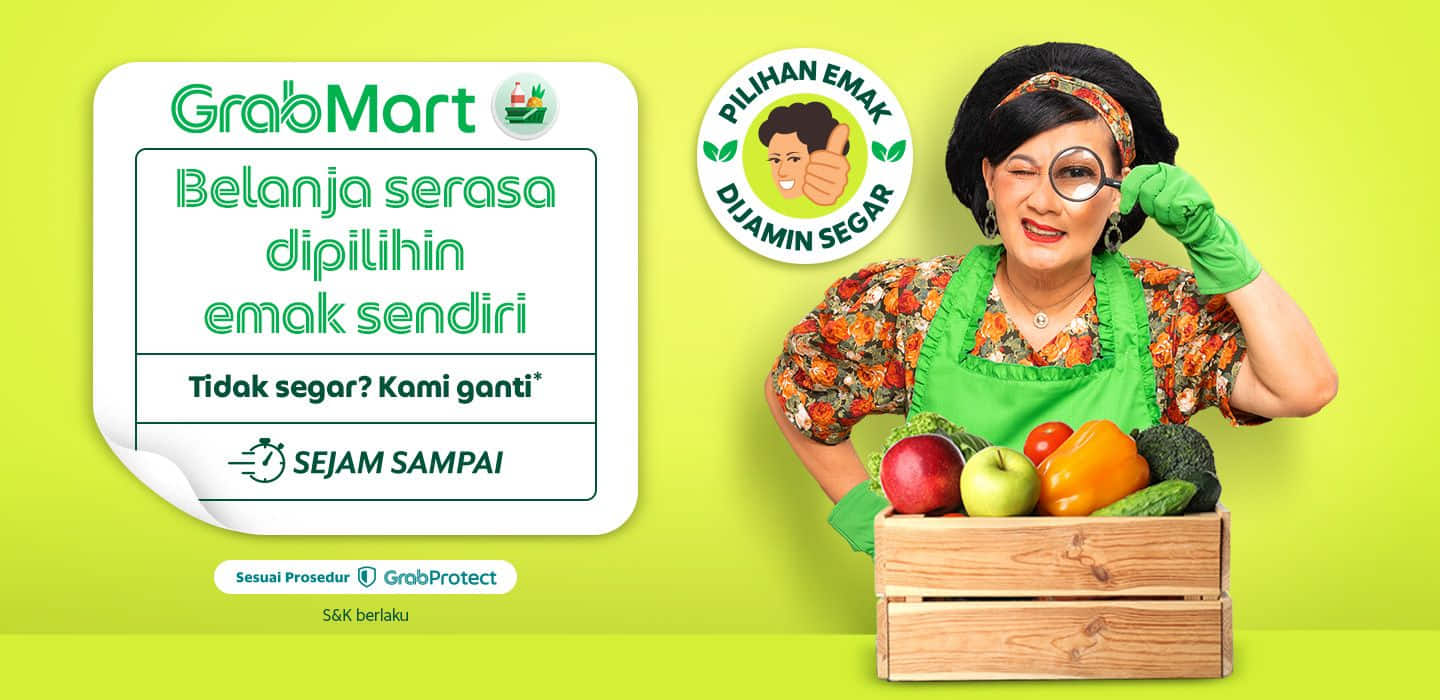 GrabMart
Belanja serasa
dipilihin
emak sendiri
Tidak segar? Kami ganti*
SEJAM SAMPAI
Sesuai Prosedur GrabProtect
S&K berlaku
PILIHAN EMAK
DIJAMIN SEGAR